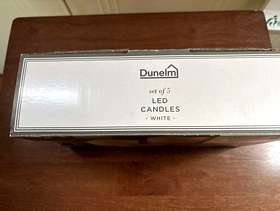 Dunelm
set of 5
LED
CANDLES
- WHITE -